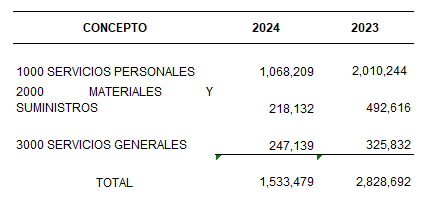 CONCEPTO 2024 2023
1000 SERVICIOS PERSONALES 1,068,209 2,010,244
2000 MATERIALES Y
SUMINISTROS 218,132 492,616
3000 SERVICIOS GENERALES 247,139 325,832
TOTAL 1,533,479 2,828,692